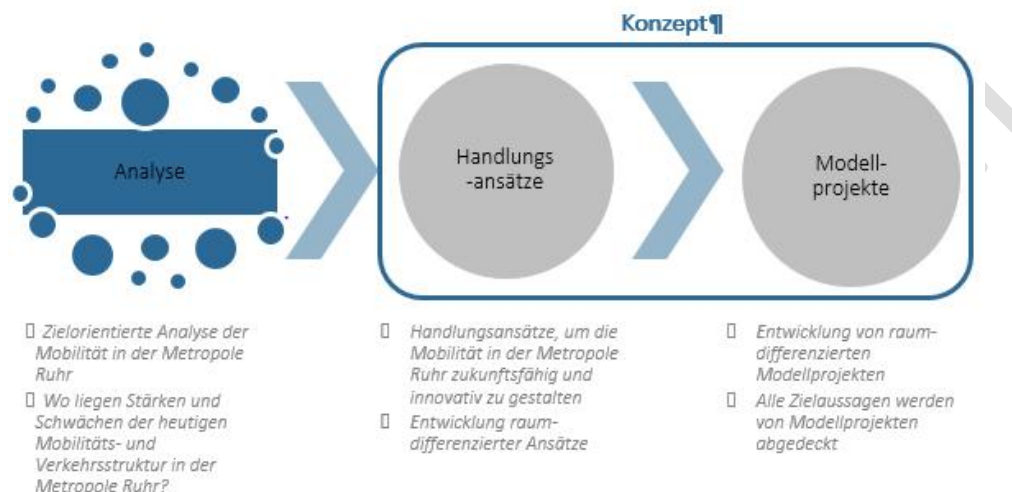 Konzept¶
Analyse
Handlungs
-ansätze
Modell-
projekte
▯ Zielorientierte Analyse der
Mobilität in der Metropole
Ruhr
▯ Wo liegen Stärken und
Schwächen der heutigen
Mobilitäts- und
Verkehrsstruktur in der
Metropole Ruhr?
▯ Handlungsansätze, um die
Mobilität in der Metropole
Ruhr zukunftsfähig und
innovativ zu gestalten
▯ Entwicklung raum-
differenzierter Ansätze
▯ Entwicklung von raum-
differenzierten
Modellprojekten
▯ Alle Zielaussagen werden
von Modellprojekten
abgedeckt